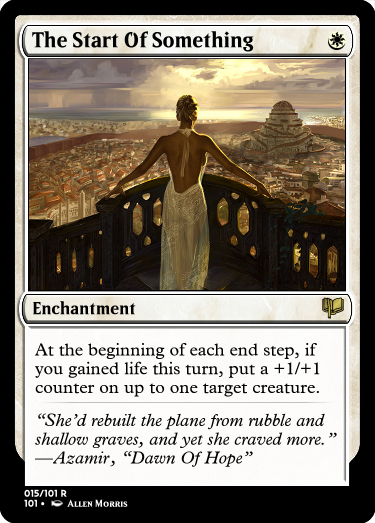 The Start Of Something
Enchantment
At the beginning of each end step, if
you gained life this turn, put a +1/+1
counter on up to one target creature.
“She’d rebuilt the plane from rubble and
shallow graves, and yet she craved more.”
—Azamir, “Dawn Of Hope”
015/101 R
101 • Allen Morris